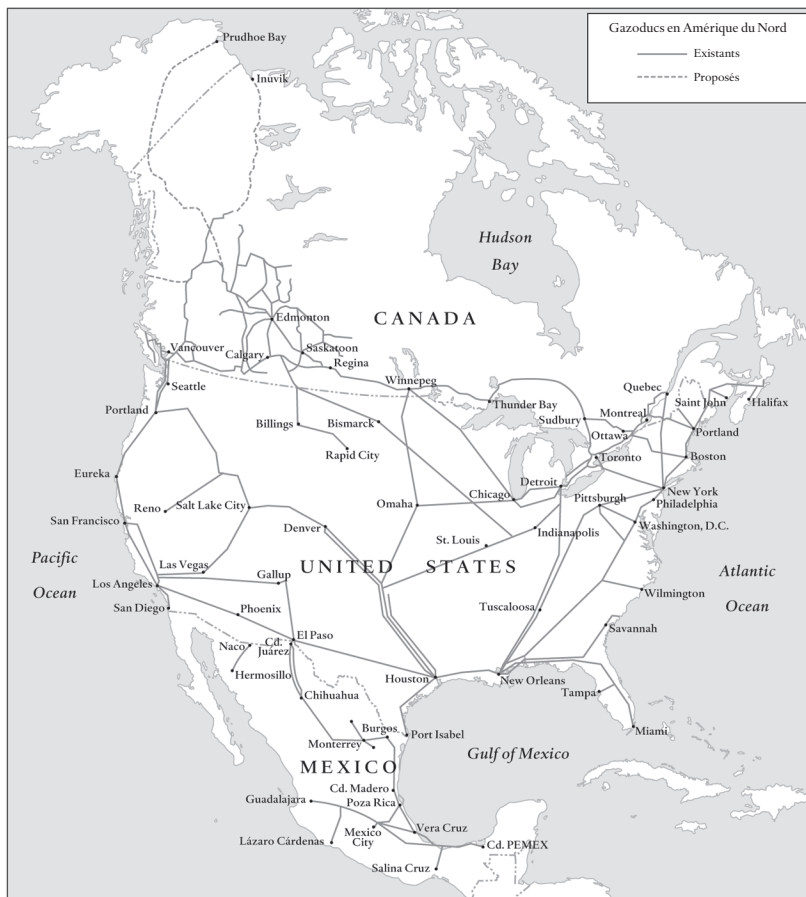 Gazoducs en Amérique du Nord
Existants
Proposés
Prudhoe Bay
Inuvik
Hudson
Bay
CANADA
Edmonton
Vancouver
Calgary
Saskatoon
Regina
Winnepeg
Seattle
Portland
Thunder Bay
Quebec
Saint John
Halifax
Sudbury
Montreal
Ottawa
Portland
Billings
Bismarck
Rapid City
Toronto
Boston
Eureka
Detroit
Chicago
Pittsburgh
New York
Philadelphia
Reno
Salt Lake City
Omaha
San Francisco
Denver
St. Louis
Indianapolis
Washington, D.C.
Pacific
Ocean
Las Vegas
Gallup
UNITED STATES
Atlantic
Ocean
Los Angeles
Wilmington
San Diego
Phoenix
Tuscaloosa
Savannah
El Paso
Naco
Cd.
Juárez
Hermosillo
Houston
New Orleans
Chihuahua
Tampa
Burgos
Port Isabel
Miami
Monterrey
Gulf of Mexico
MEXICO
Cd. Madero
Guadalajara
Poza Rica
Mexico
City
Vera Cruz
Lázaro Cárdenas
Cd. PEMEX
Salina Cruz